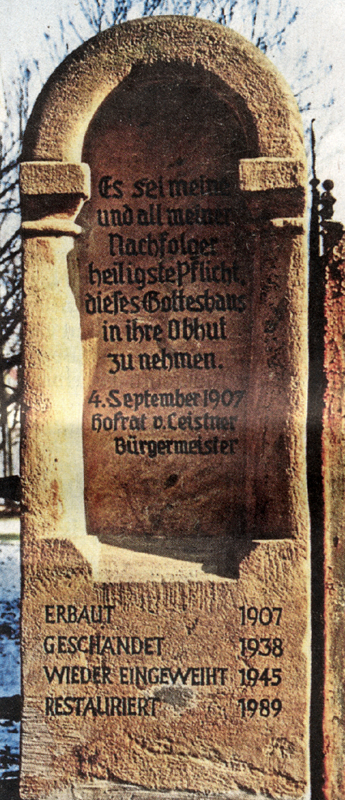 Es sei meine
und all meiner
Nachfolger
heiligste Pflicht,
dieses Gotteshaus
in ihre Obhut
zu nehmen.
4. September 1907
Hofrat v. Leistner
Bürgermeister
ERBAUT 1907
GESCHÄNDET 1938
WIEDER EINGEWEIHT 1945
RESTAURIERT 1989